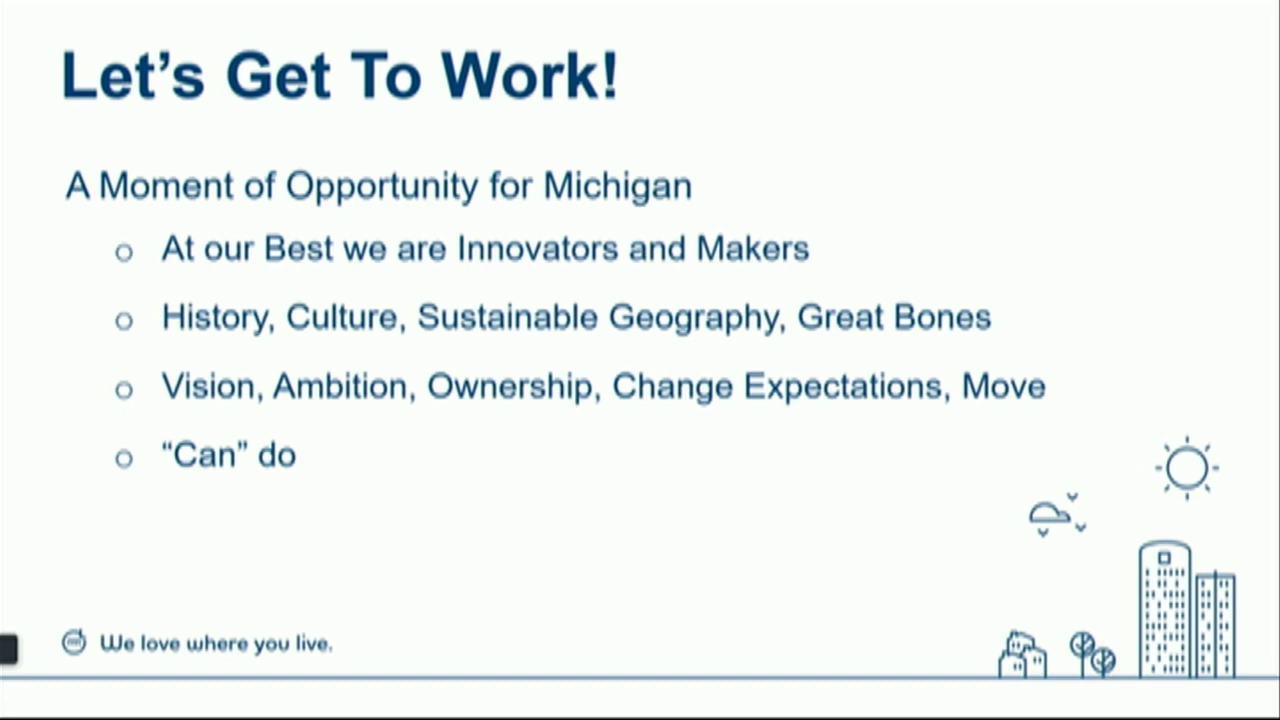 Let’s Get To Work!
A Moment of Opportunity for Michigan
At our Best we are Innovators and Makers
History, Culture, Sustainable Geography, Great Bones
Vision, Ambition, Ownership, Change Expectations, Move
“Can” do
We love where you live.